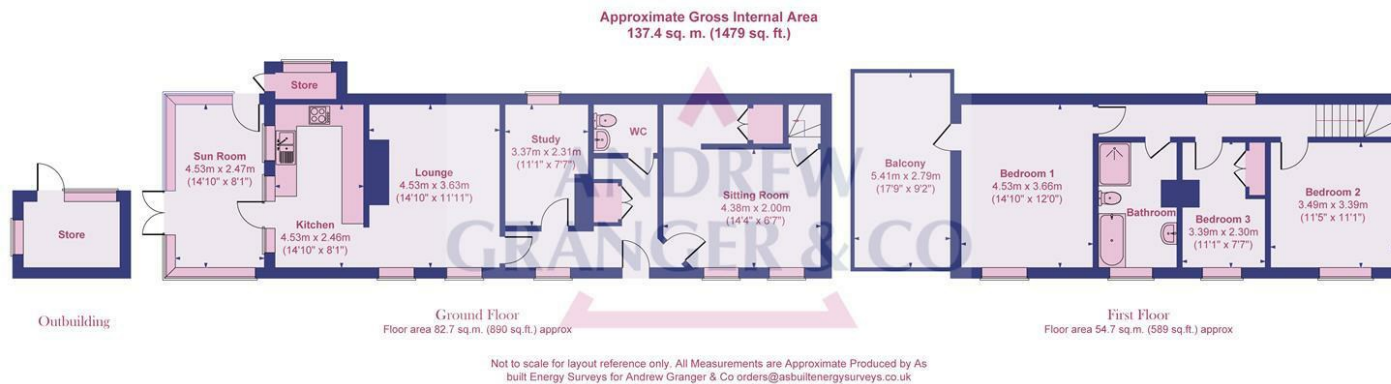 Approximate Gross Internal Area
137.4 sq. m. (1479 sq. ft.)
Store
Sun Room
4.53m x 2.47m
(14'10" x 8'1")
Kitchen
4.53m x 2.46m
(14'10" x 8'1")
Lounge
4.53m x 3.63m
(14'10" x 11'11")
Study
3.37m x 2.31m
(11'1" x 7'7")
WC
Sitting Room
4.38m x 2.00m
(14'4" x 6'7")
Balcony
5.41m x 2.79m
(17'9" x 9'2")
Bedroom 1
4.53m x 3.66m
(14'10" x 12'0")
Bathroom
Bedroom 3
3.39m x 2.30m
(11'1" x 7'7")
Bedroom 2
3.49m x 3.39m
(11'5" x 11'1")
Store
ANDREW
GRANGER & CO
Outbuilding
Ground Floor
Floor area 82.7 sq.m. (890 sq.ft.) approx
First Floor
Floor area 54.7 sq.m. (589 sq.ft.) approx
Not to scale for layout reference only. All Measurements are Approximate Produced by As
built Energy Surveys for Andrew Granger & Co orders@asbuiltenergysurveys.co.uk